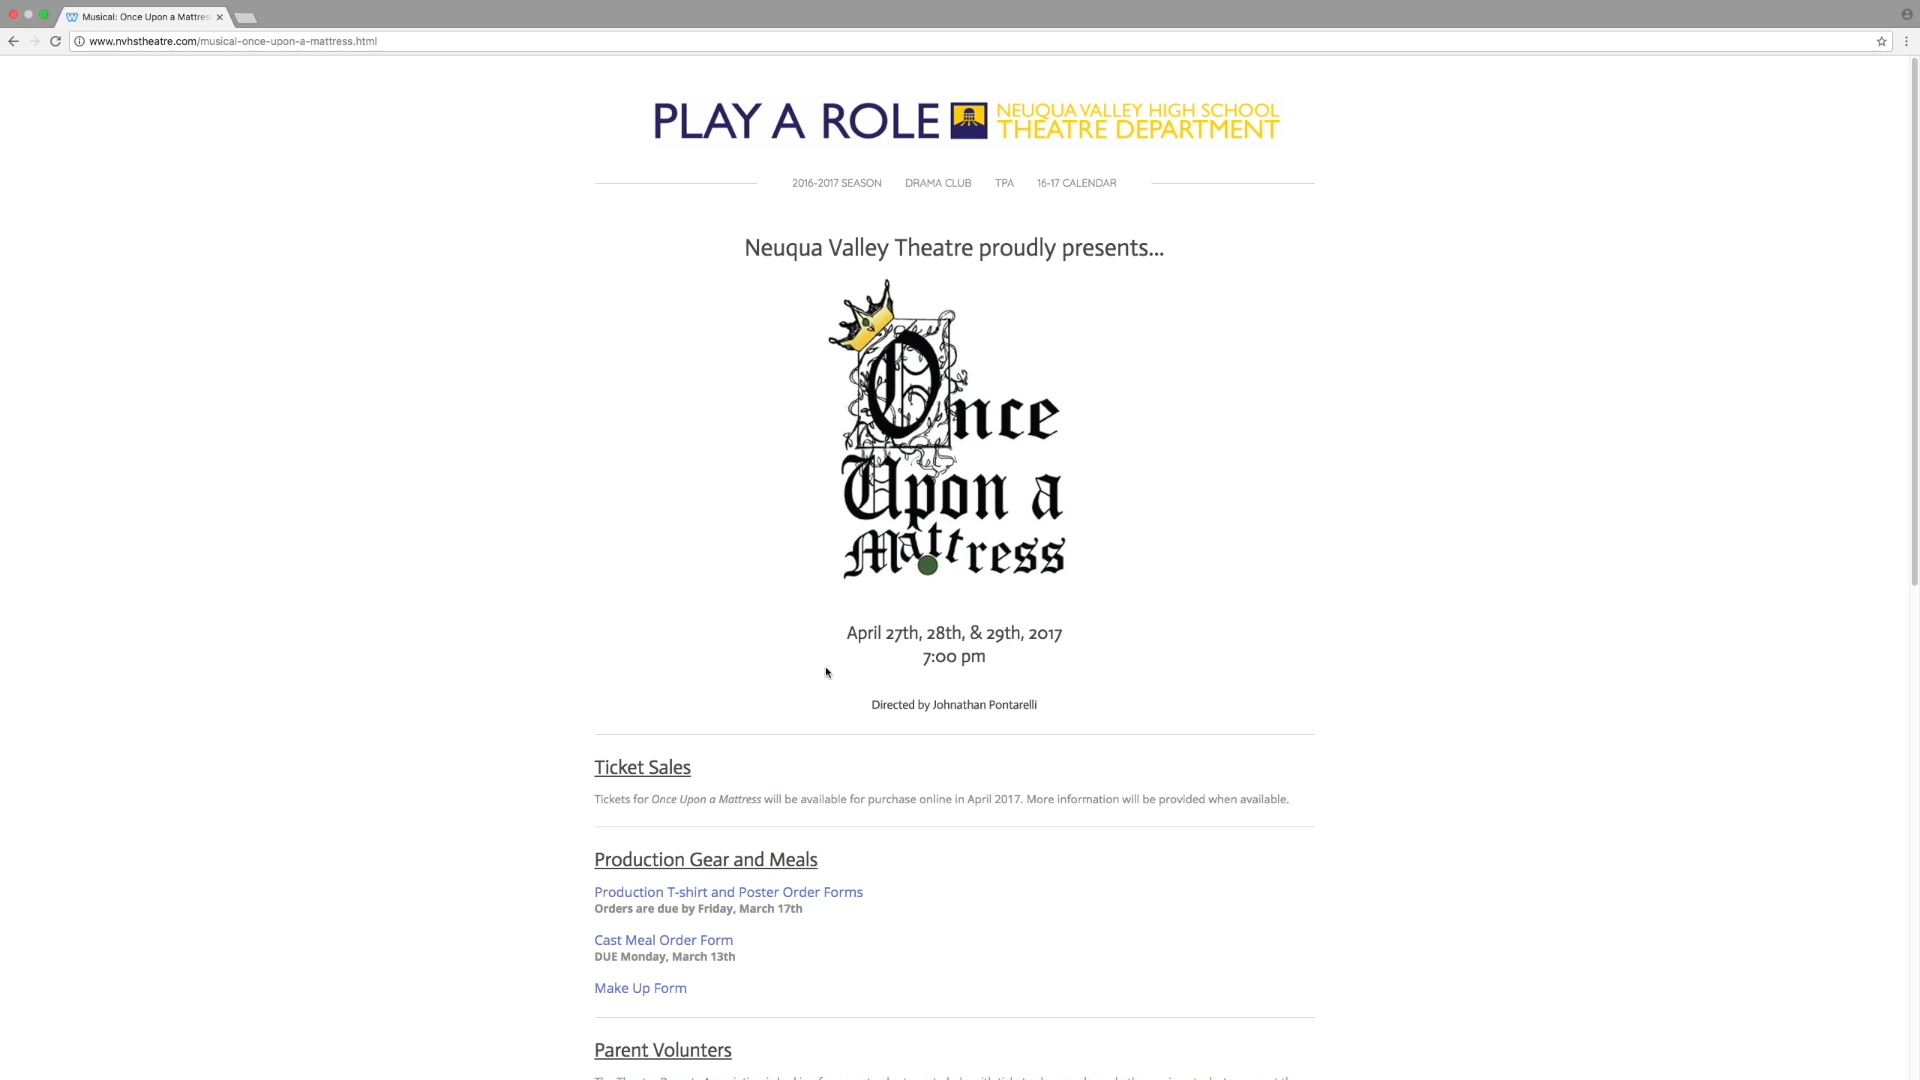 Musical: Once Upon a Mattres
www.nvhstheatre.com/musical-once-upon-a-mattress.html
PLAY A ROLE NEUQUA VALLEY HIGH SCHOOL
THEATRE DEPARTMENT
2016-2017 SEASON DRAMA CLUB TPA 16-17 CALENDAR
Neuqua Valley Theatre proudly presents...
Once
Upon a
Mattress
April 27th, 28th, & 29th, 2017
7:00 pm
Directed by Johnathan Pontarelli
Ticket Sales
Tickets for Once Upon a Mattress will be available for purchase online in April 2017. More information will be provided when available.
Production Gear and Meals
Production T-shirt and Poster Order Forms
Orders are due by Friday, March 17th
Cast Meal Order Form
DUE Monday, March 13th
Make Up Form
Parent Volunters